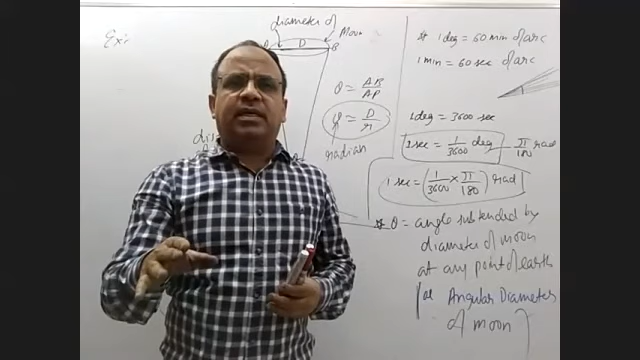 Ex:
diameter of
Moon
A D B
θ = AB/AP
θ = D/r
radian
1 deg = 60 min of arc
1 min = 60 sec of arc
1 deg = 3600 sec
1 sec = 1/3600 deg
π/180 rad
1 sec = (1/3600 × π/180) rad
θ = angle subtended by
diameter of moon
at any point of earth
or Angular Diameter
of moon